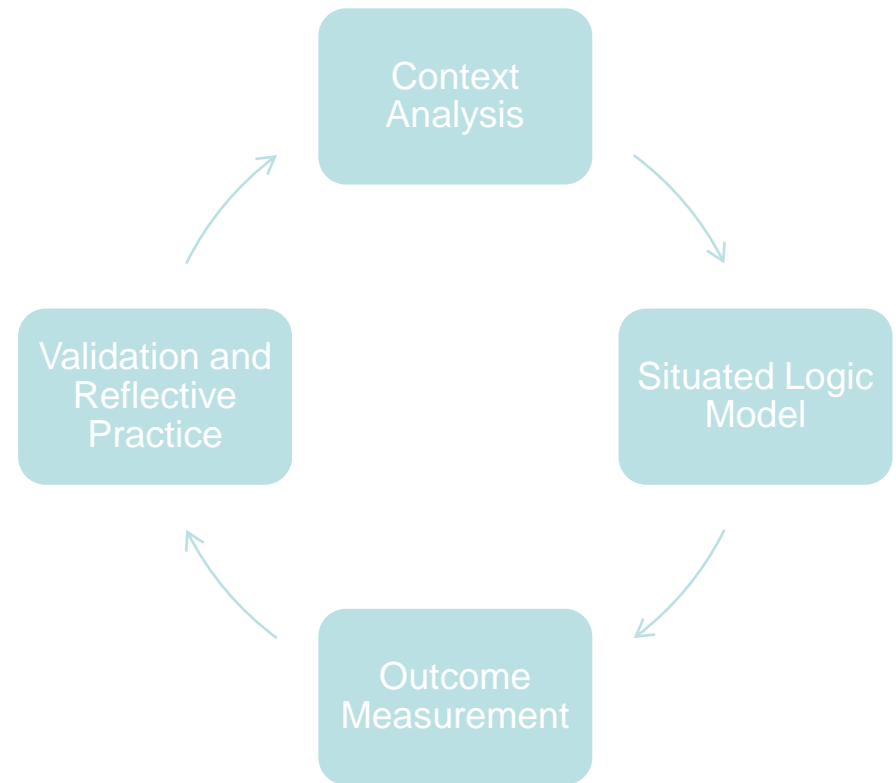 Context
Analysis
Situated Logic
Model
Outcome
Measurement
Validation and
Reflective
Practice